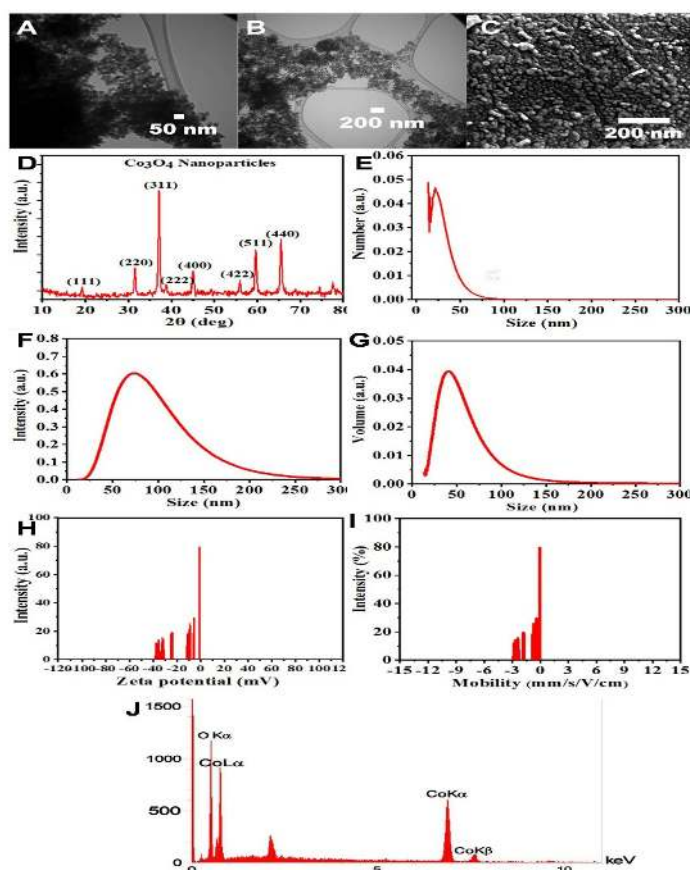 A
50 nm
B
200 nm
C
200 nm
D
Co3O4 Nanoparticles
Intensity (a.u.)
(111)
(220)
(311)
(222)
(400)
(422)
(511)
(440)
10 20 30 40 50 60 70 80
2Θ (deg)
E
Number (a.u.)
0.06
0.05
0.04
0.03
0.02
0.01
0.00
0 50 100 150 200 250 300
Size (nm)
F
Intensity (a.u.)
0.8
0.7
0.6
0.5
0.4
0.3
0.2
0.1
0.0
0 50 100 150 200 250 300
Size (nm)
G
Volume (a.u.)
0.05
0.04
0.03
0.02
0.01
0.00
0 50 100 150 200 250 300
Size (nm)
H
Intensity (a.u.)
100
80
60
40
20
0
-120 -100 -80 -60 -40 -20 0 20 40 60 80 100 12
Zeta potential (mV)
I
Intensity (%)
100
80
60
40
20
0
-15 -12 -9 -6 -3 0 3 6 9 12 15
Mobility (mm/s/V/cm)
J
1500
1000
500
0
O Kα
CoLα
CoKα
CoKβ
0 5 10
keV